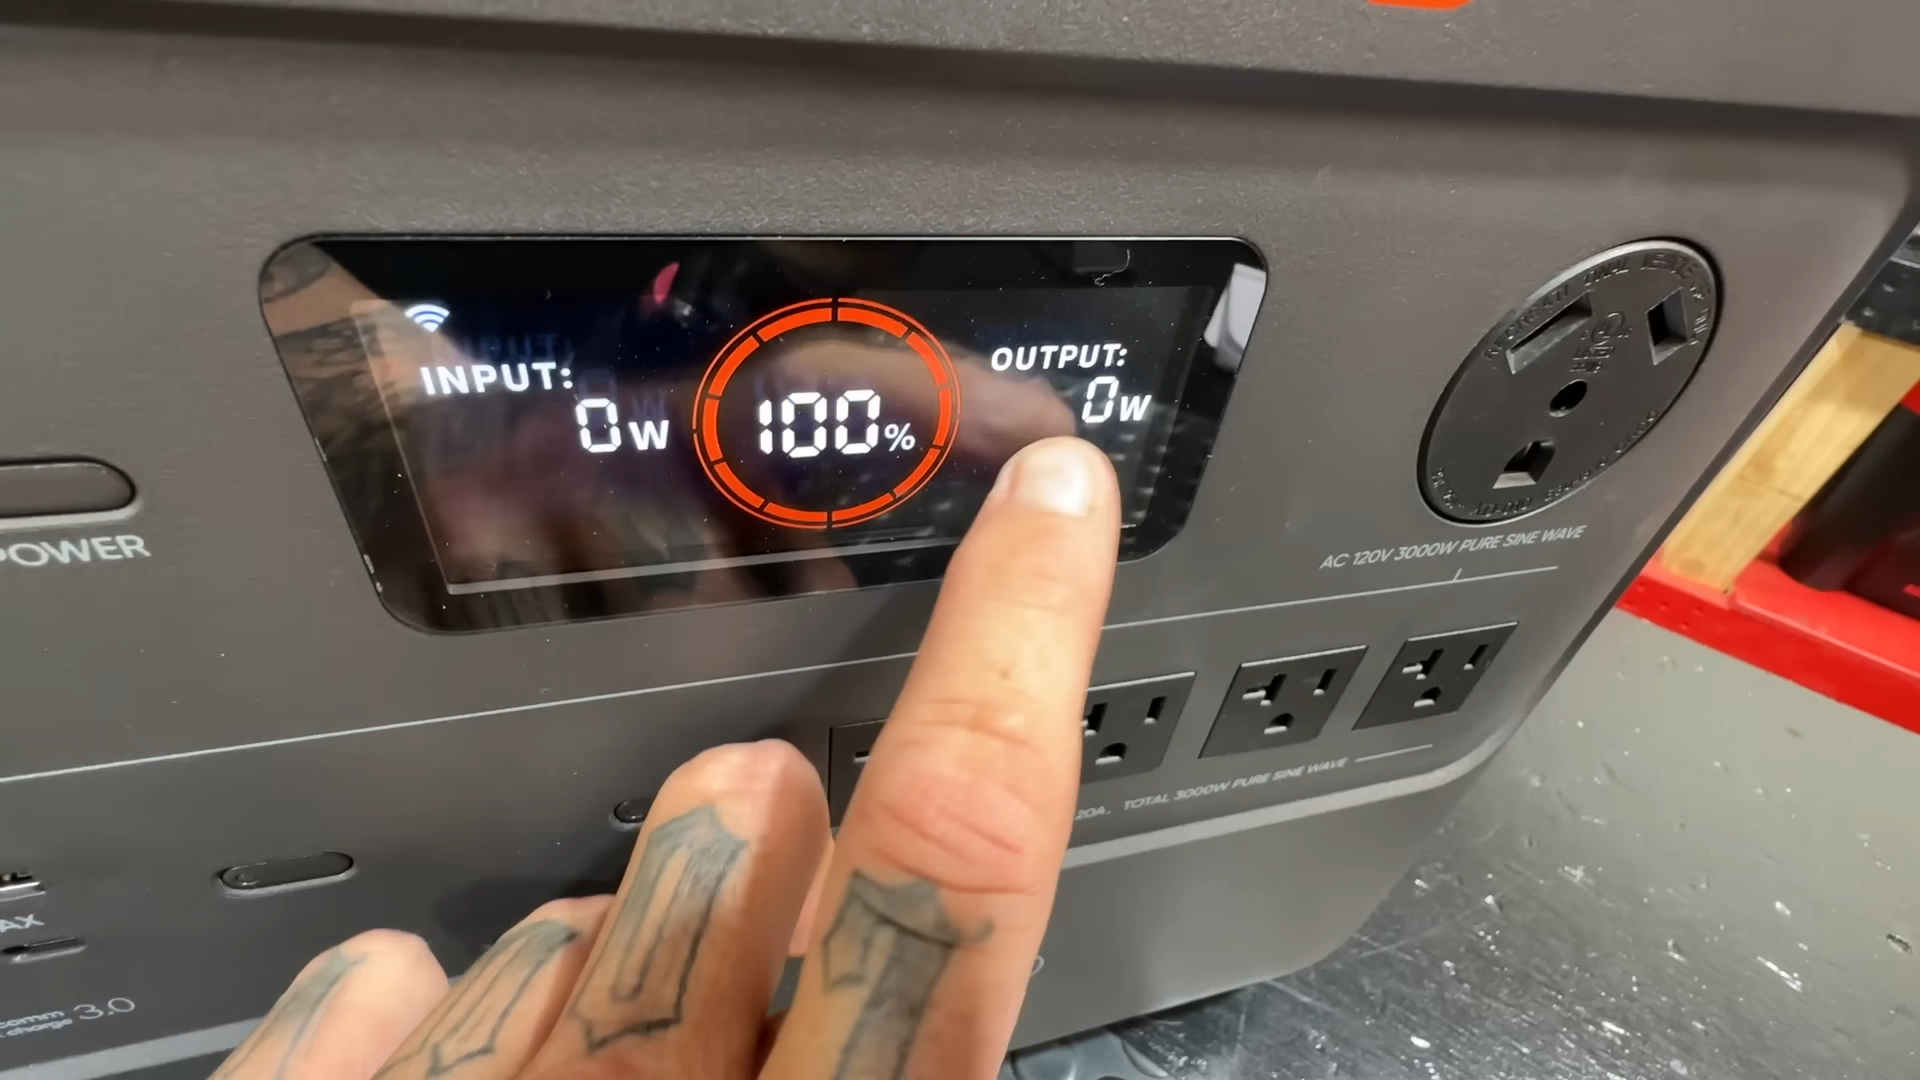 INPUT:
0W
100%
OUTPUT:
0W
POWER
AC 120V 3000W PURE SINE WAVE
20A, TOTAL 3000W PURE SINE WAVE
AX
comm
charge 3.0